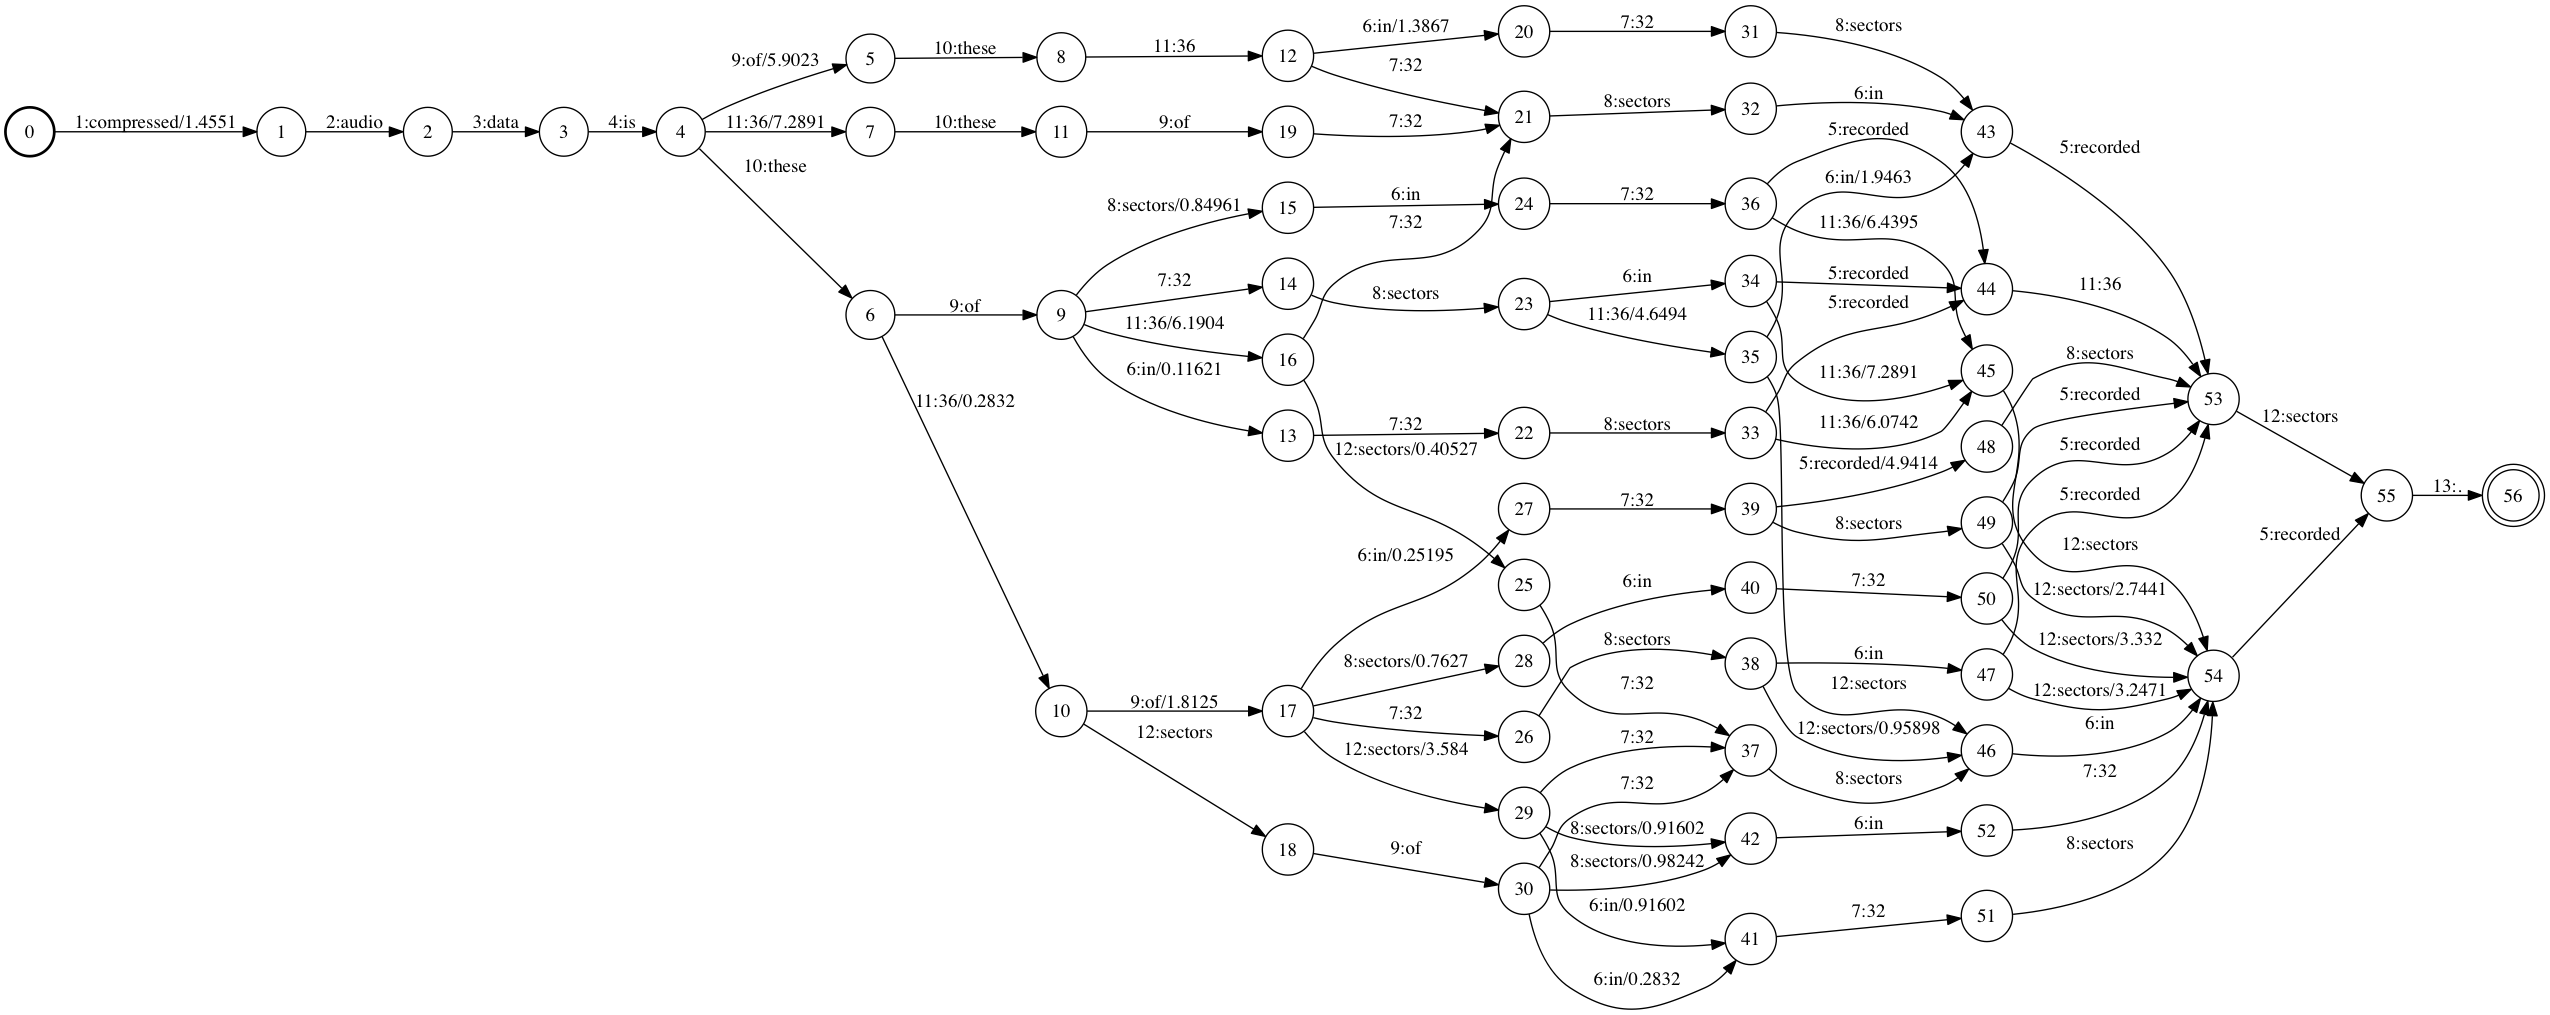 0
1:compressed/1.4551
1
2:audio
2
3:data
3
4:is
4
9:of/5.9023
5
10:these
8
11:36
12
6:in/1.3867
20
7:32
31
8:sectors
7:32
11:36/7.2891
7
10:these
11
9:of
19
7:32
21
8:sectors
32
6:in
43
5:recorded
10:these
6
9:of
9
8:sectors/0.84961
15
6:in
24
7:32
36
5:recorded
11:36/6.4395
7:32
14
8:sectors
23
6:in
34
5:recorded
44
11:36
11:36/4.6494
35
6:in/1.9463
12:sectors
11:36/7.2891
45
12:sectors
11:36/6.1904
16
7:32
12:sectors/0.40527
6:in/0.11621
13
7:32
22
8:sectors
33
5:recorded
11:36/6.0742
11:36/0.2832
10
9:of/1.8125
17
6:in/0.25195
27
7:32
39
5:recorded/4.9414
48
8:sectors
53
12:sectors
55
13:.
56
8:sectors
49
5:recorded
12:sectors/2.7441
25
7:32
8:sectors/0.7627
28
6:in
40
7:32
50
5:recorded
12:sectors/3.332
7:32
26
8:sectors
38
6:in
47
5:recorded
12:sectors/3.2471
54
5:recorded
12:sectors/0.95898
12:sectors/3.584
29
7:32
37
8:sectors
46
6:in
8:sectors/0.91602
42
6:in
52
7:32
6:in/0.91602
12:sectors
18
9:of
30
7:32
8:sectors/0.98242
6:in/0.2832
41
7:32
51
8:sectors